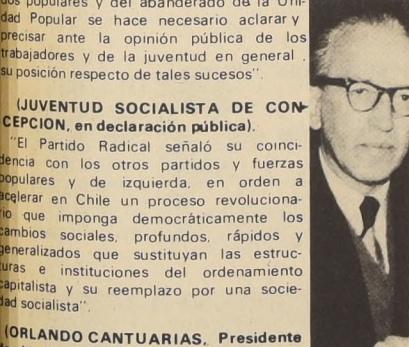 dos populares y del abanderado de la Uni-
dad Popular se hace necesario aclarar y
precisar ante la opinión pública de los
trabajadores y de la juventud en general,
su posición respecto de tales sucesos".
(JUVENTUD SOCIALISTA DE CON-
CEPCION, en declaración pública).
"El Partido Radical señaló su coinci-
dencia con los otros partidos y fuerzas
populares y de izquierda, en orden a
acelerar en Chile un proceso revoluciona-
rio que imponga democráticamente los
cambios sociales, profundos, rápidos y
generalizados que sustituyan las estruc-
turas e instituciones del ordenamiento
capitalista y su reemplazo por una socie-
dad socialista".
(ORLANDO CANTUARIAS, Presidente